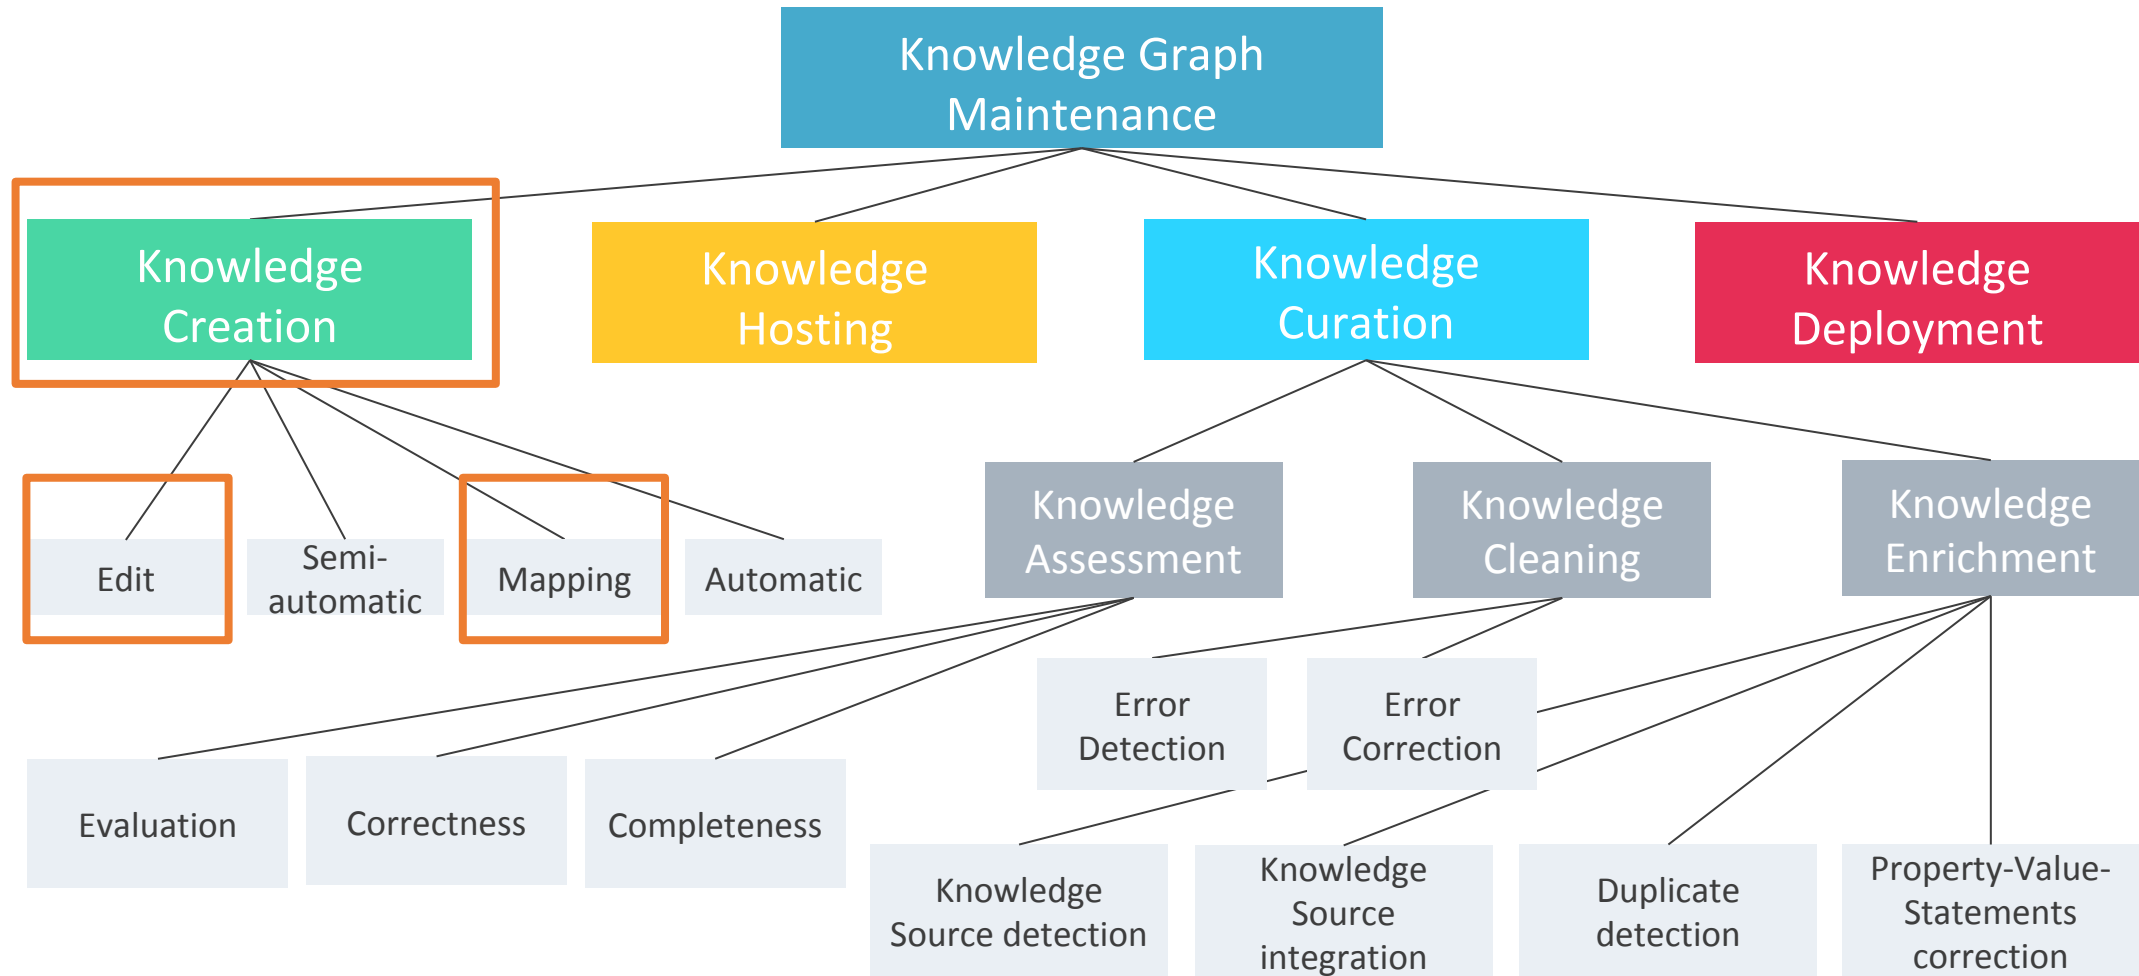 Knowledge Graph
Maintenance
Knowledge
Creation
Knowledge
Hosting
Knowledge
Curation
Knowledge
Deployment
Edit
Semi-
automatic
Mapping
Automatic
Knowledge
Assessment
Knowledge
Cleaning
Knowledge
Enrichment
Error
Detection
Error
Correction
Evaluation
Correctness
Completeness
Knowledge
Source detection
Knowledge
Source
integration
Duplicate
detection
Property-Value-
Statements
correction